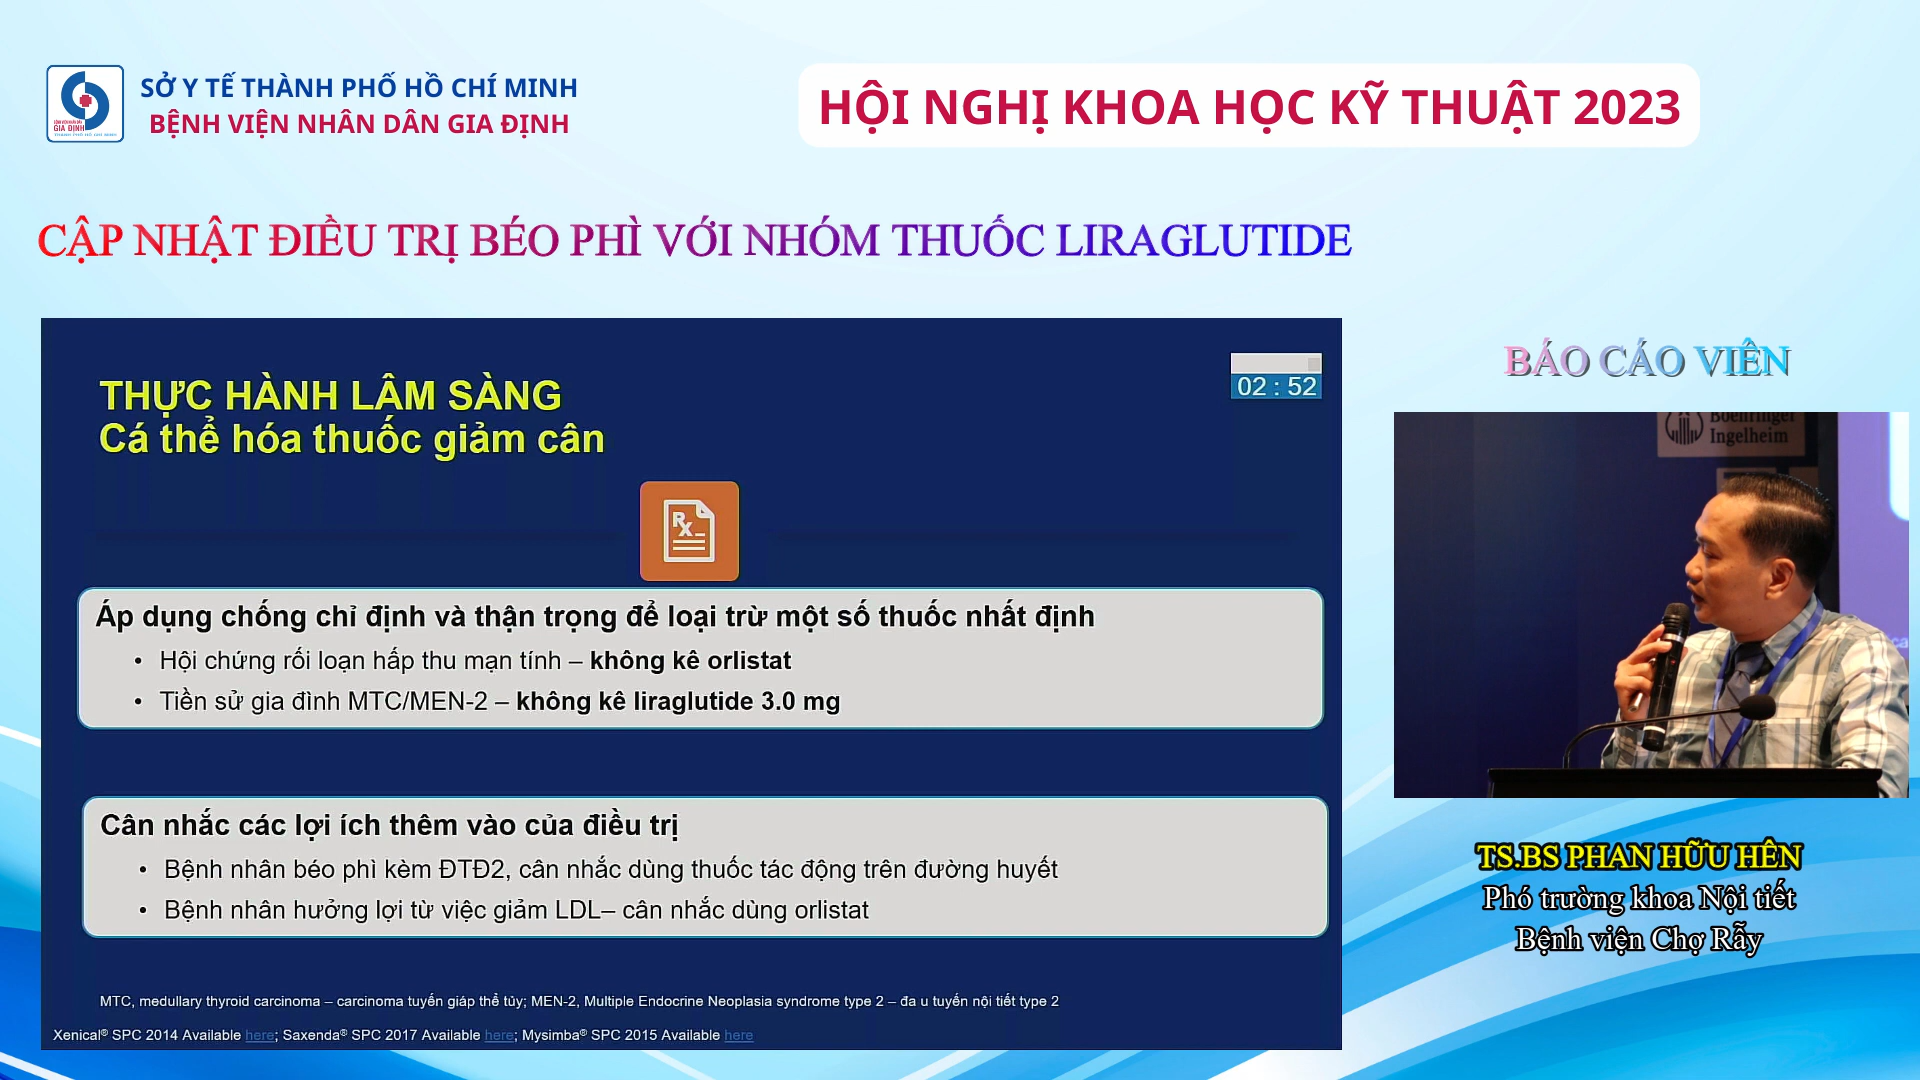 SỞ Y TẾ THÀNH PHỐ HỒ CHÍ MINH
BỆNH VIỆN NHÂN DÂN GIA ĐỊNH
GIA ĐỊNH
HỘI NGHỊ KHOA HỌC KỸ THUẬT 2023
CẬP NHẬT ĐIỀU TRỊ BÉO PHÌ VỚI NHÓM THUỐC LIRAGLUTIDE
THỰC HÀNH LÂM SÀNG
Cá thể hóa thuốc giảm cân
02 : 52
Rx
Áp dụng chống chỉ định và thận trọng để loại trừ một số thuốc nhất định
• Hội chứng rối loạn hấp thu mạn tính – không kê orlistat
• Tiền sử gia đình MTC/MEN-2 – không kê liraglutide 3.0 mg
Cân nhắc các lợi ích thêm vào của điều trị
• Bệnh nhân béo phì kèm ĐTĐ2, cân nhắc dùng thuốc tác động trên đường huyết
• Bệnh nhân hưởng lợi từ việc giảm LDL– cân nhắc dùng orlistat
MTC, medullary thyroid carcinoma – carcinoma tuyến giáp thể tủy; MEN-2, Multiple Endocrine Neoplasia syndrome type 2 – đa u tuyến nội tiết type 2
Xenical® SPC 2014 Available here; Saxenda® SPC 2017 Available here; Mysimba® SPC 2015 Available here
BÁO CÁO VIÊN
Boehringer
Ingelheim
TS.BS PHAN HỮU HÊN
Phó trường khoa Nội tiết
Bệnh viện Chợ Rẫy